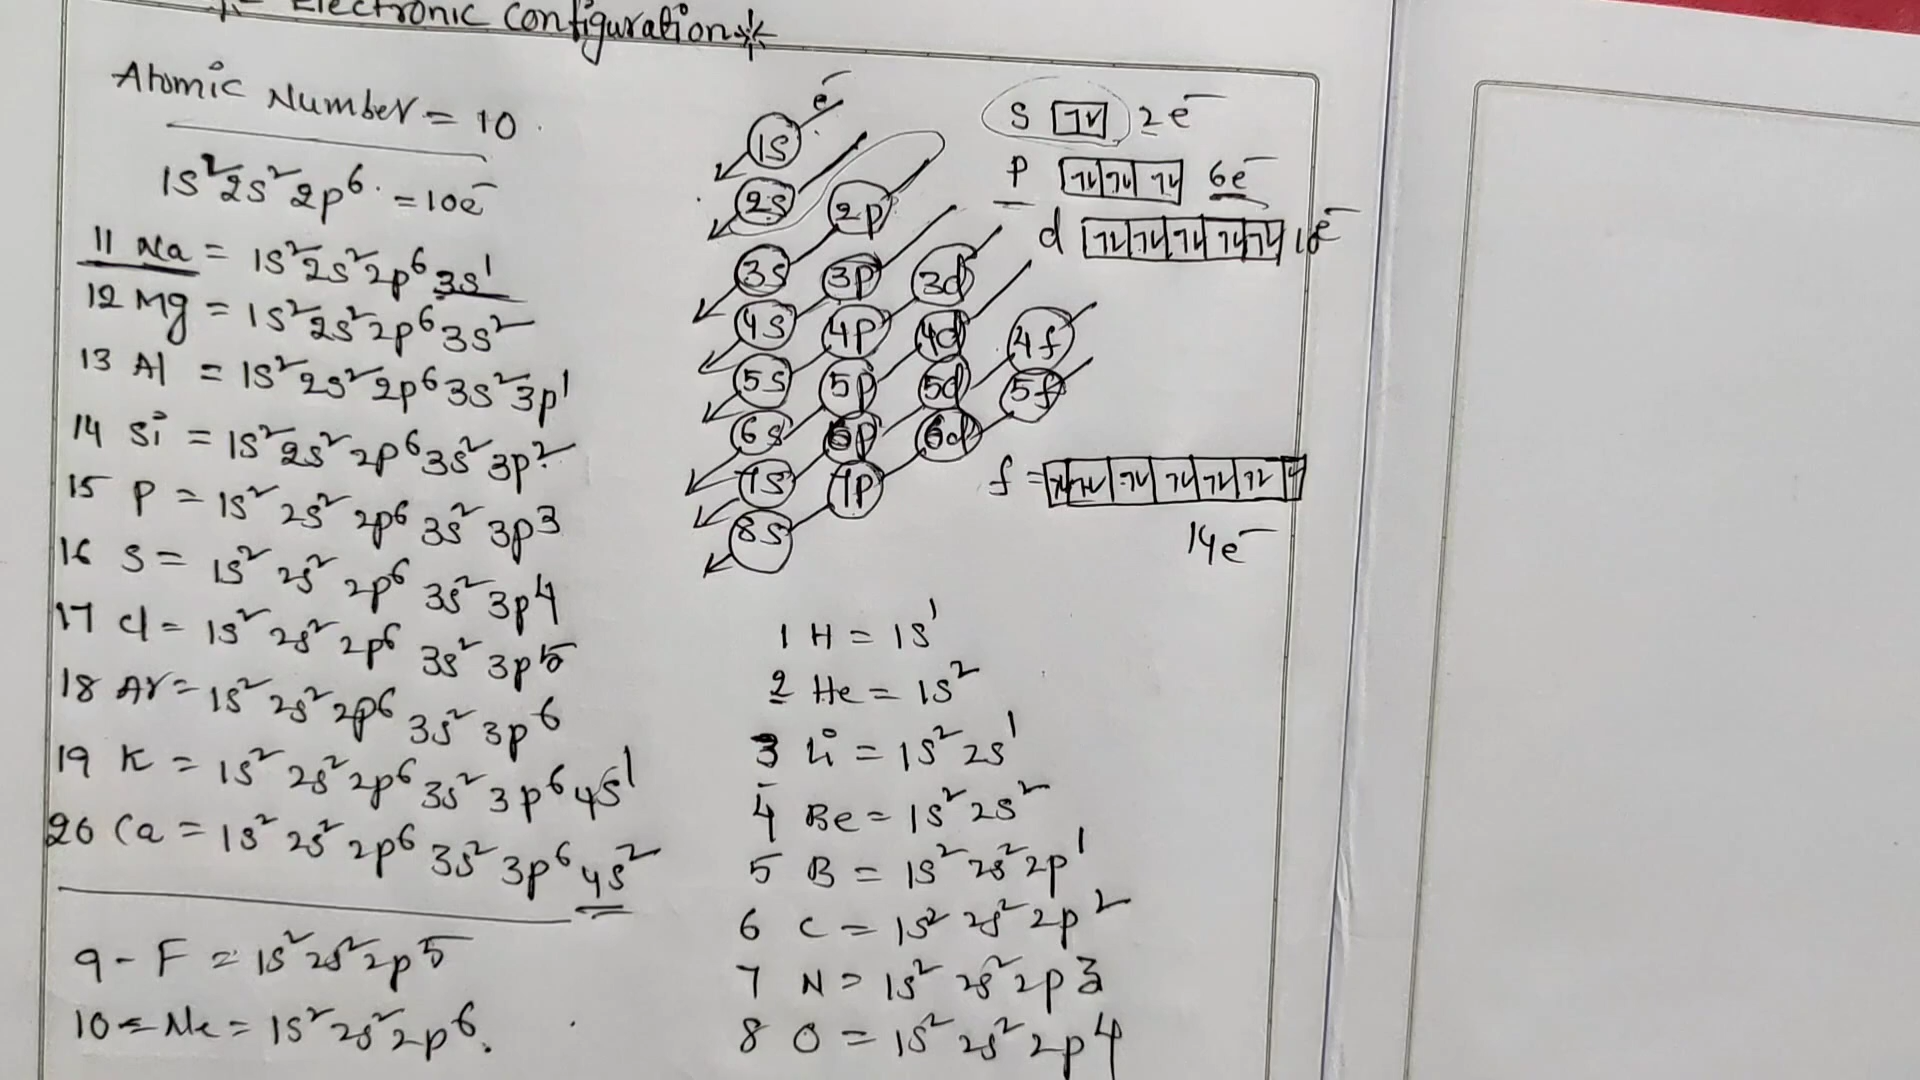 Electronic Configuration
Atomic Number = 10
1s² 2s² 2p⁶ = 10e⁻
11 Na = 1s² 2s² 2p⁶ 3s¹
12 Mg = 1s² 2s² 2p⁶ 3s²
13 Al = 1s² 2s² 2p⁶ 3s² 3p¹
14 Si = 1s² 2s² 2p⁶ 3s² 3p²
15 P = 1s² 2s² 2p⁶ 3s² 3p³
16 S = 1s² 2s² 2p⁶ 3s² 3p⁴
17 Cl = 1s² 2s² 2p⁶ 3s² 3p⁵
18 Ar = 1s² 2s² 2p⁶ 3s² 3p⁶
19 K = 1s² 2s² 2p⁶ 3s² 3p⁶ 4s¹
20 Ca = 1s² 2s² 2p⁶ 3s² 3p⁶ 4s²
9 - F = 1s² 2s² 2p⁵
10 = Ne = 1s² 2s² 2p⁶.
e⁻
1s
2s 2p
3s 3p 3d
4s 4p 4d 4f
5s 5p 5d 5f
6s 6p 6d
7s 7p
8s
s 2e⁻
p 6e⁻
d 10e⁻
f =
14e⁻
1 H = 1s¹
2 He = 1s²
3 Li = 1s² 2s¹
4 Be = 1s² 2s²
5 B = 1s² 2s² 2p¹
6 C = 1s² 2s² 2p²
7 N = 1s² 2s² 2p³
8 O = 1s² 2s² 2p⁴